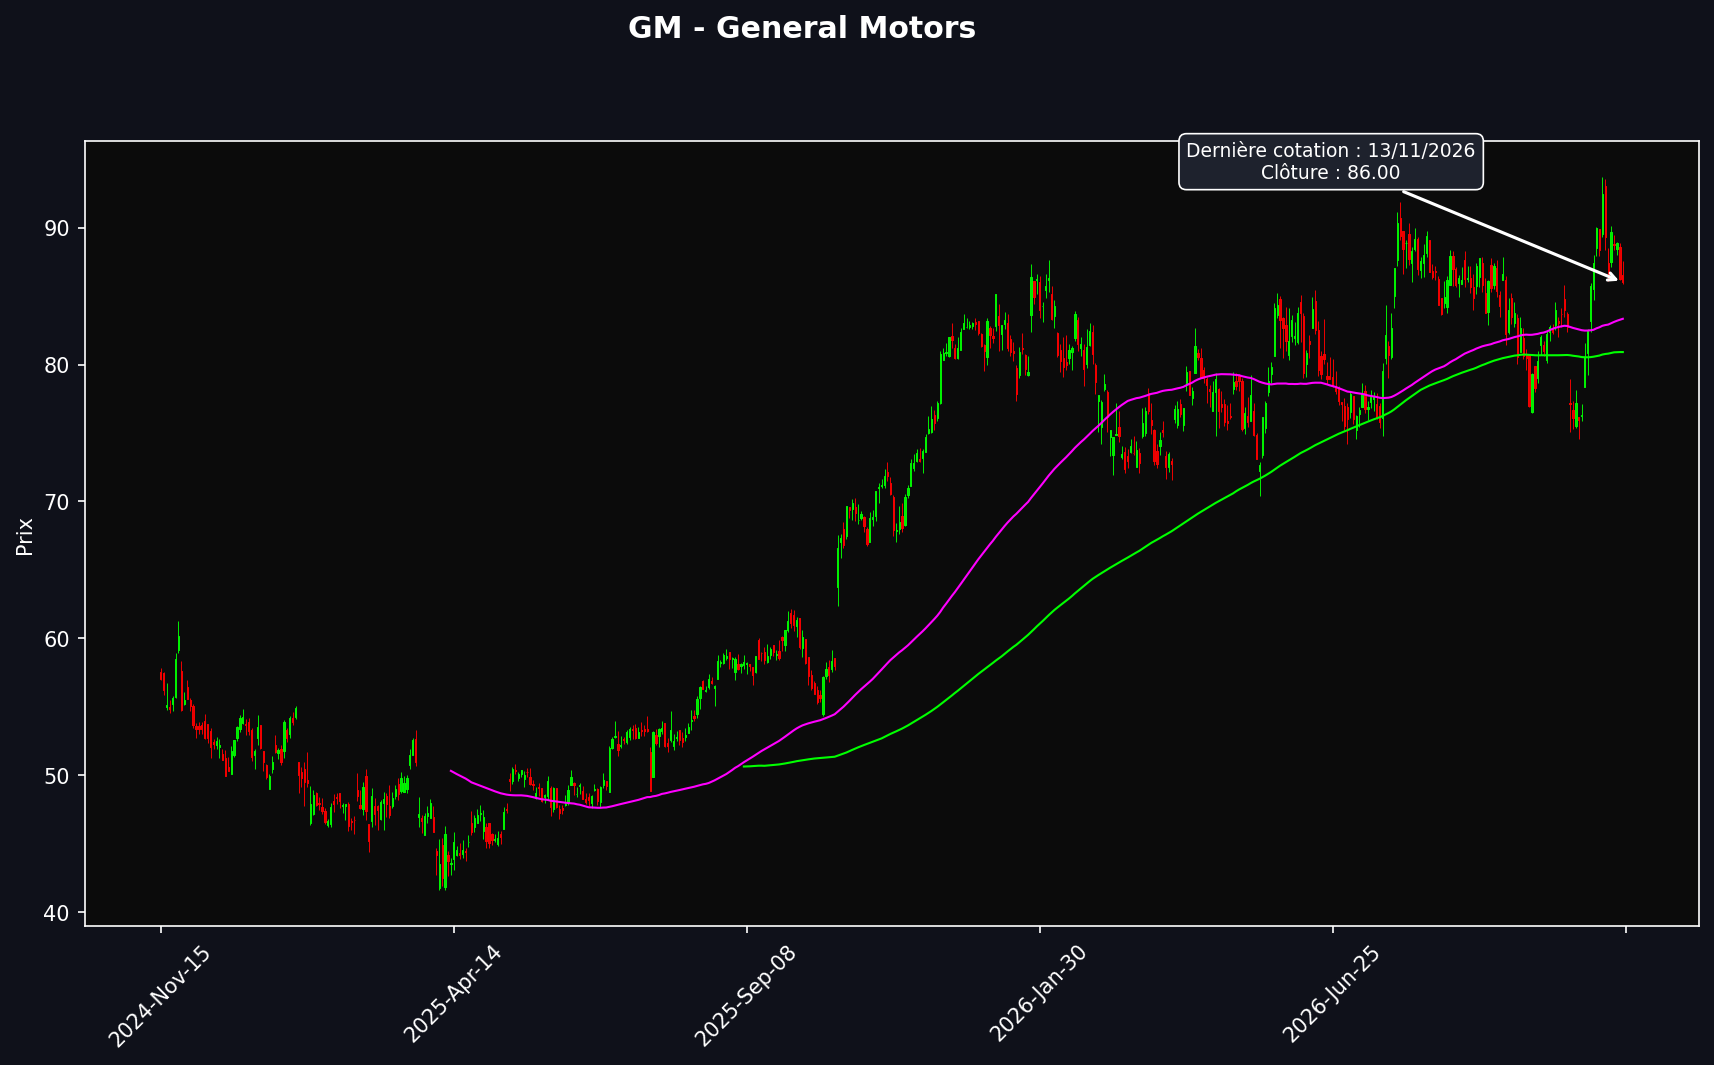 GM - General Motors
Dernière cotation : 13/11/2026
Clôture : 86.00
90
80
70
60
50
40
Prix
2024-Nov-15
2025-Apr-14
2025-Sep-08
2026-Jan-30
2026-Jun-25